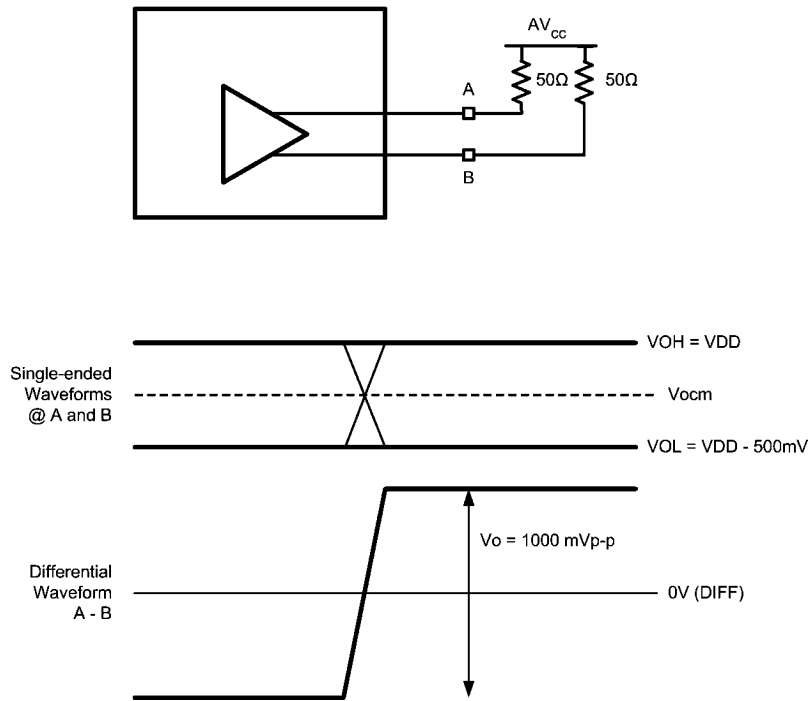 AVcc
50Ω
50Ω
A
B
VOH = VDD
Single-ended
Waveforms
@ A and B
Vocm
VOL = VDD - 500mV
Vo = 1000 mVp-p
Differential
Waveform
A - B
0V (DIFF)